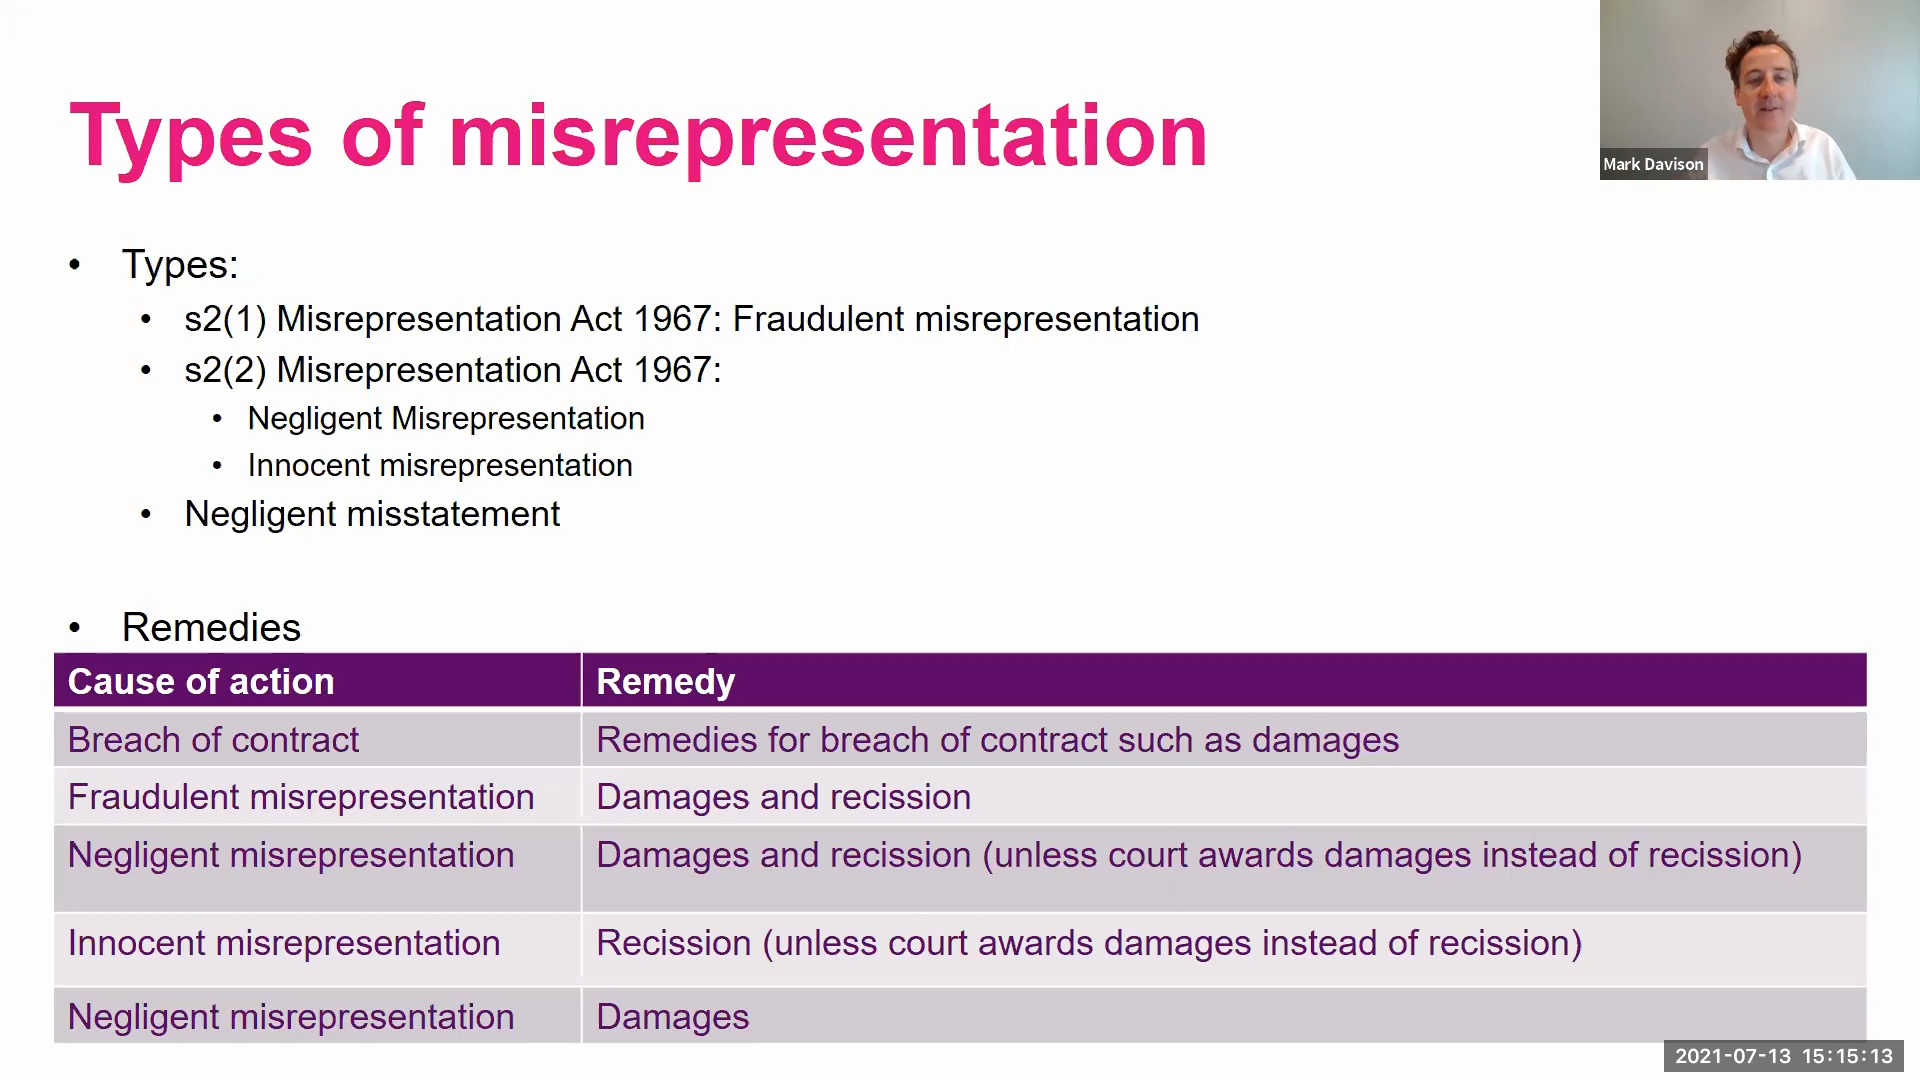 Types of misrepresentation
Mark Davison
• Types:
• s2(1) Misrepresentation Act 1967: Fraudulent misrepresentation
• s2(2) Misrepresentation Act 1967:
• Negligent Misrepresentation
• Innocent misrepresentation
• Negligent misstatement
• Remedies
Cause of action Remedy
Breach of contract Remedies for breach of contract such as damages
Fraudulent misrepresentation Damages and recission
Negligent misrepresentation Damages and recission (unless court awards damages instead of recission)
Innocent misrepresentation Recission (unless court awards damages instead of recission)
Negligent misrepresentation Damages
2021-07-13 15:15:13